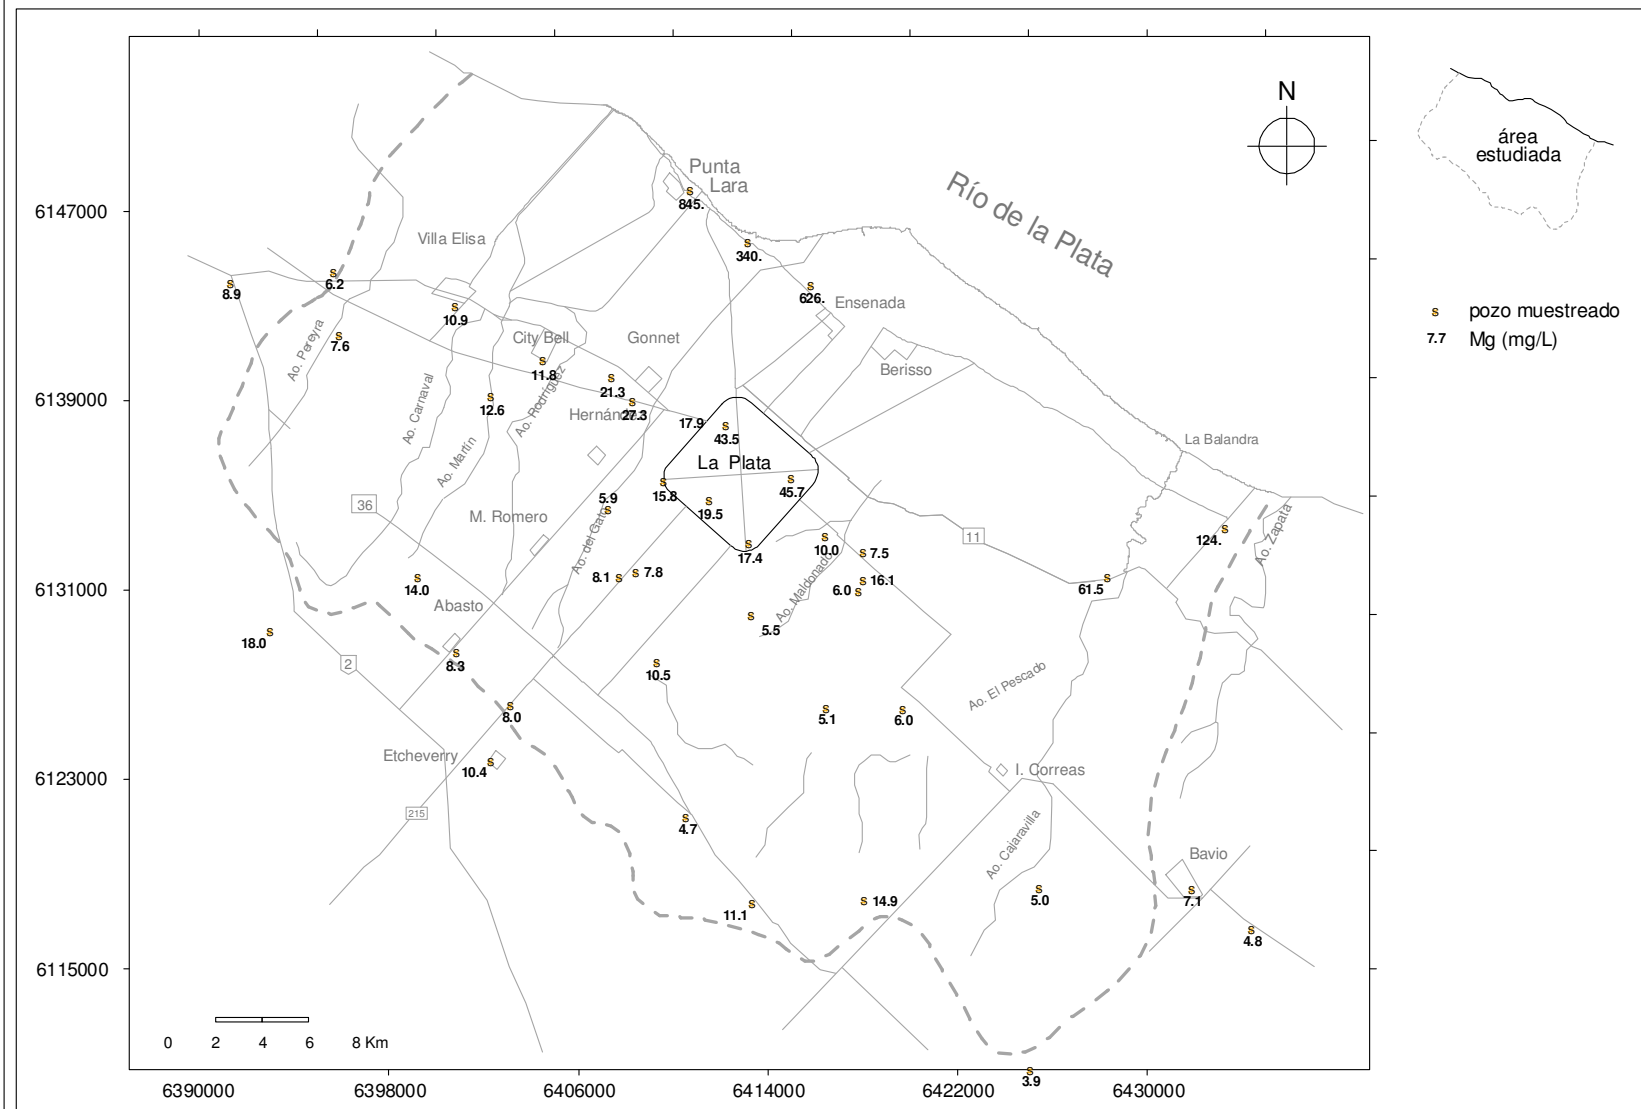 N
Punta
Lara
Río de la Plata
área
estudiada
845.
6147000
Villa Elisa
340.
6.2
8.9
626.
Ensenada
s pozo muestreado
10.9
7.7 Mg (mg/L)
Ao. Pereyra
7.6
City Bell
Gonnet
11.8
Berisso
21.3
6139000
12.6
Ao. Carnaval
Ao. Rodríguez
Hernández
27.3
17.9
43.5
La Balandra
Ao. Martín
La Plata
15.8
45.7
5.9
36
19.5
M. Romero
Ao. del Gato
11
124.
Ao. Zapata
17.4
10.0
7.5
8.1
7.8
16.1
6.0
61.5
6131000
14.0
Abasto
Ao. Maldonado
5.5
18.0
2
8.3
10.5
Ao. El Pescado
8.0
5.1
6.0
Etcheverry
10.4
I. Correas
6123000
215
4.7
Ao. Cajaravilla
Bavio
11.1
14.9
5.0
7.1
4.8
6115000
0 2 4 6 8 Km
3.9
6390000 6398000 6406000 6414000 6422000 6430000